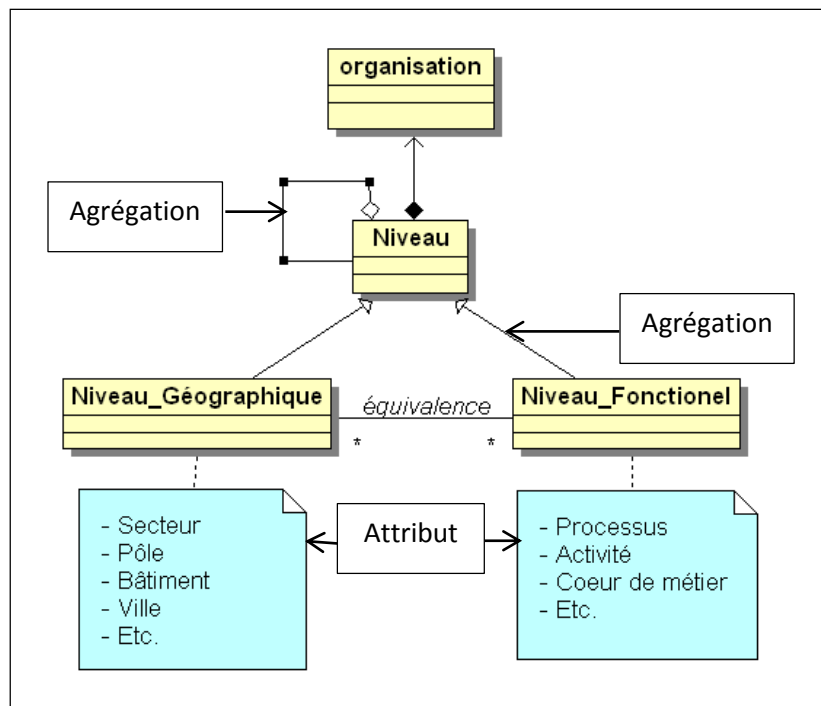 organisation
Agrégation
Niveau
Agrégation
Niveau_Géographique
équivalence
Niveau_Fonctionel
*
*
- Secteur
- Pôle
- Bâtiment
- Ville
- Etc.
Attribut
- Processus
- Activité
- Coeur de métier
- Etc.